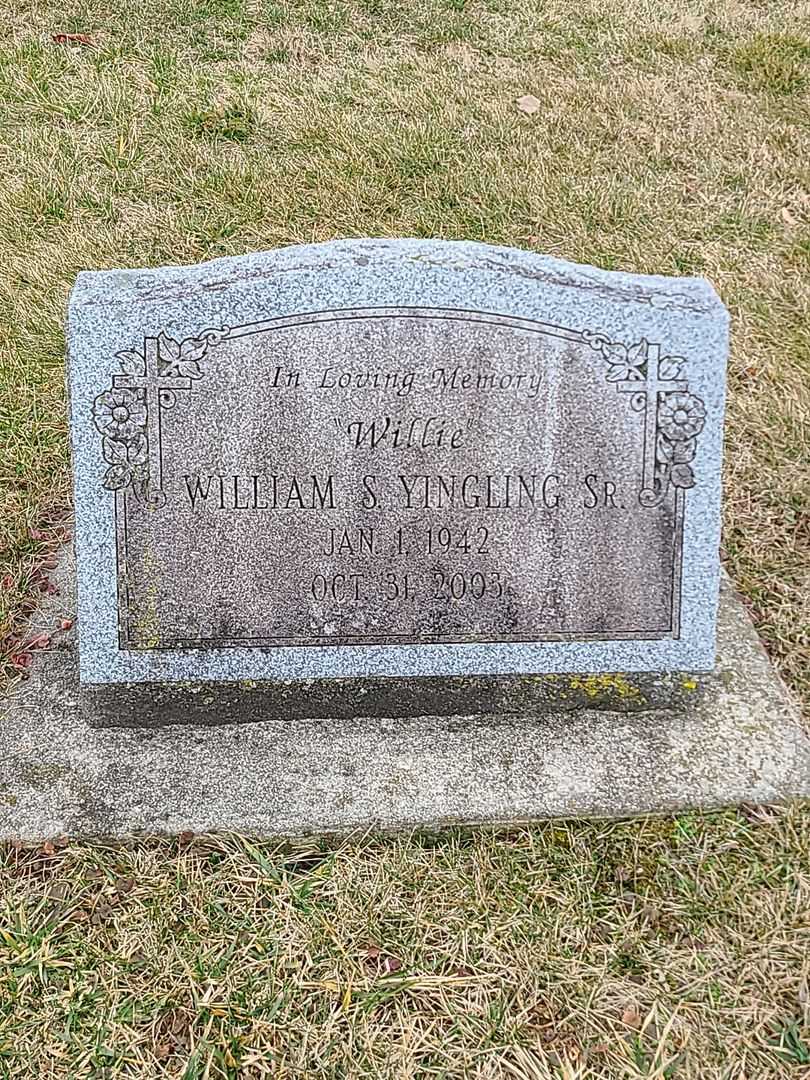 In Loving Memory
"Willie"
WILLIAM S. YINGLING SR.
JAN. 1, 1942
OCT. 31, 2003